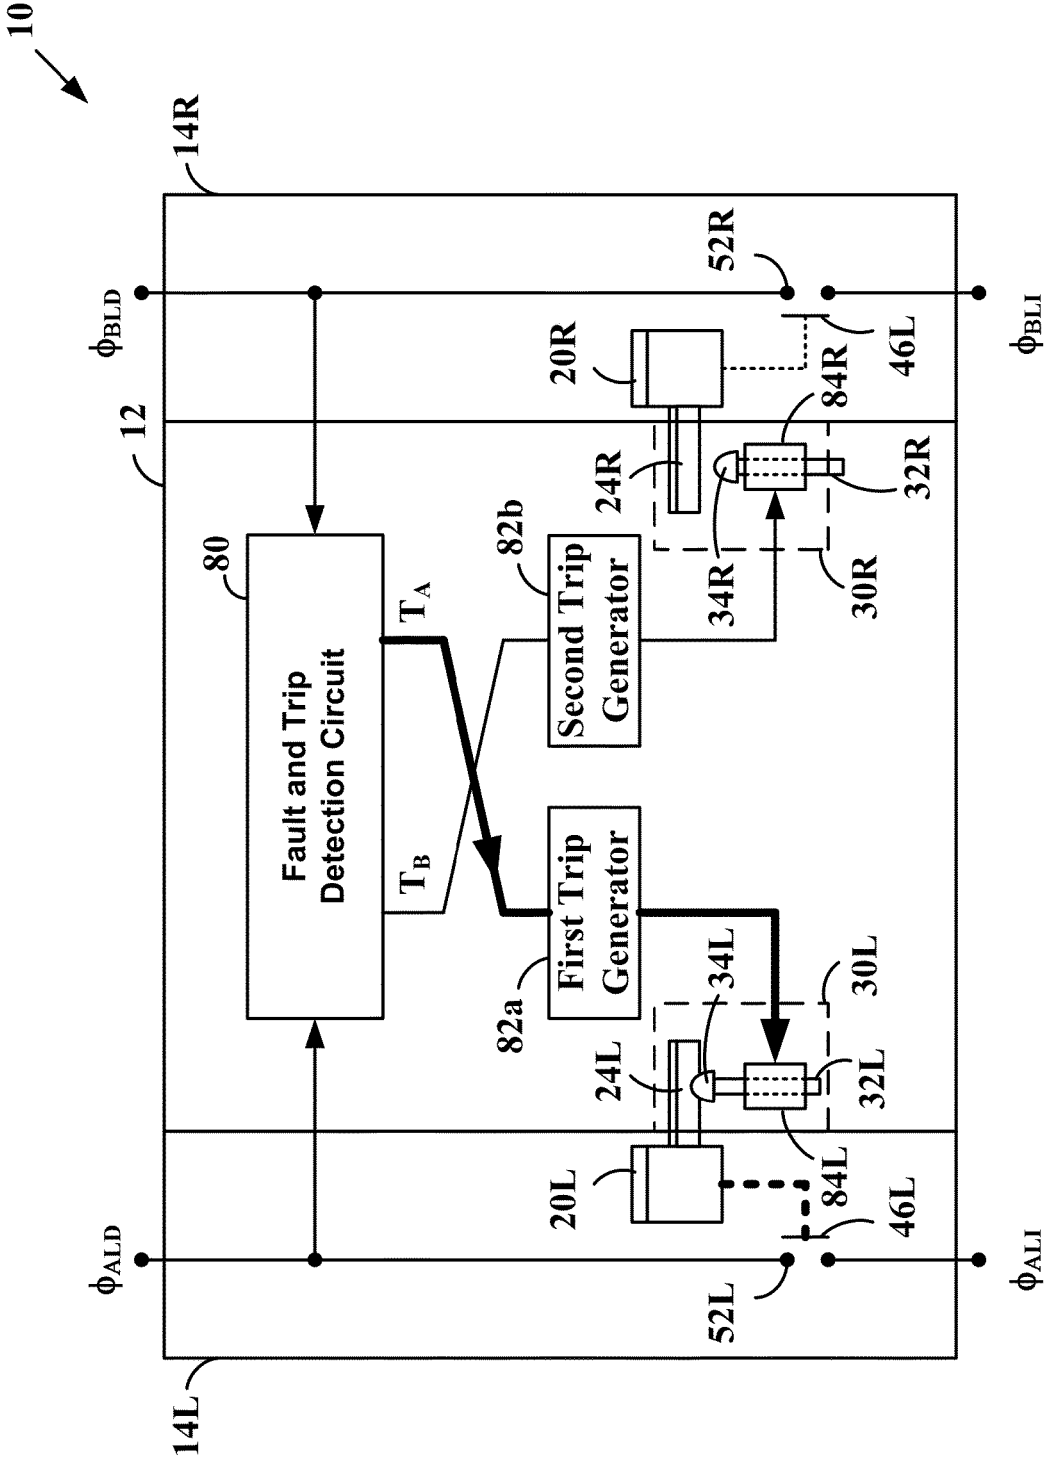 10
14R
ϕBLD
12
52R
20R
46L
ϕBLI
84R
24R
32R
82b
34R
30R
80
TA
Second Trip
Generator
Fault and Trip
Detection Circuit
TB
First Trip
Generator
82a
34L
30L
24L
32L
84L
20L
46L
ϕALD
52L
ϕALI
14L